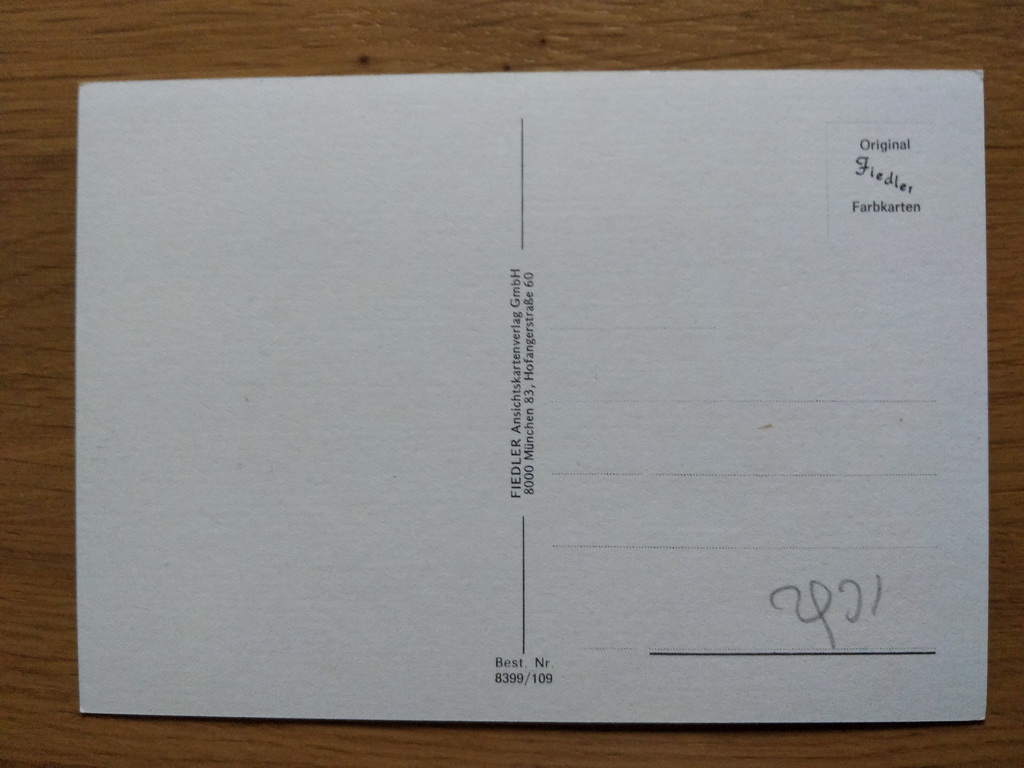 Original
Fiedler
Farbkarten
FIEDLER Ansichtskartenverlag GmbH
8000 München 83, Hofangerstraße 60
Best. Nr.
8399/109